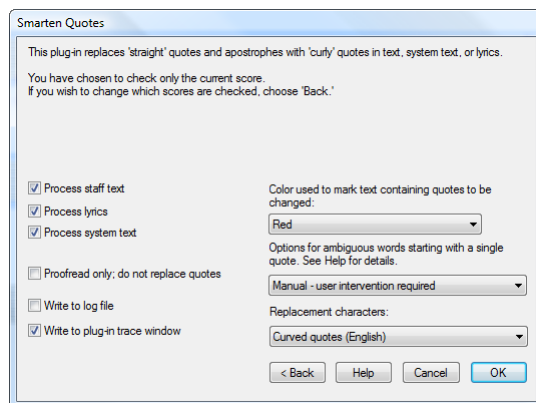 Smarten Quotes
This plug-in replaces 'straight' quotes and apostrophes with 'curly' quotes in text, system text, or lyrics.
You have chosen to check only the current score.
If you wish to change which scores are checked, choose 'Back.'
Process staff text
Process lyrics
Process system text
Proofread only; do not replace quotes
Write to log file
Write to plug-in trace window
Color used to mark text containing quotes to be
changed:
Red
Options for ambiguous words starting with a single
quote. See Help for details.
Manual - user intervention required
Replacement characters:
Curved quotes (English)
< Back
Help
Cancel
OK